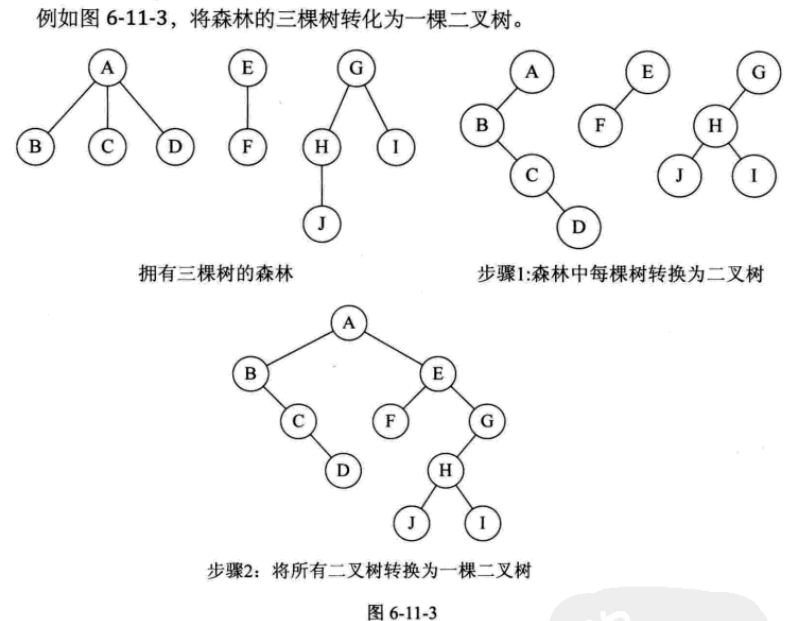 例如图 6-11-3，将森林的三棵树转化为一棵二叉树。
A E G
B C D F H I
J
A E G
B F H
C J I
D
拥有三棵树的森林
步骤1:森林中每棵树转换为二叉树
A
B E
C F G
D H
J I
步骤2：将所有二叉树转换为一棵二叉树
图 6-11-3